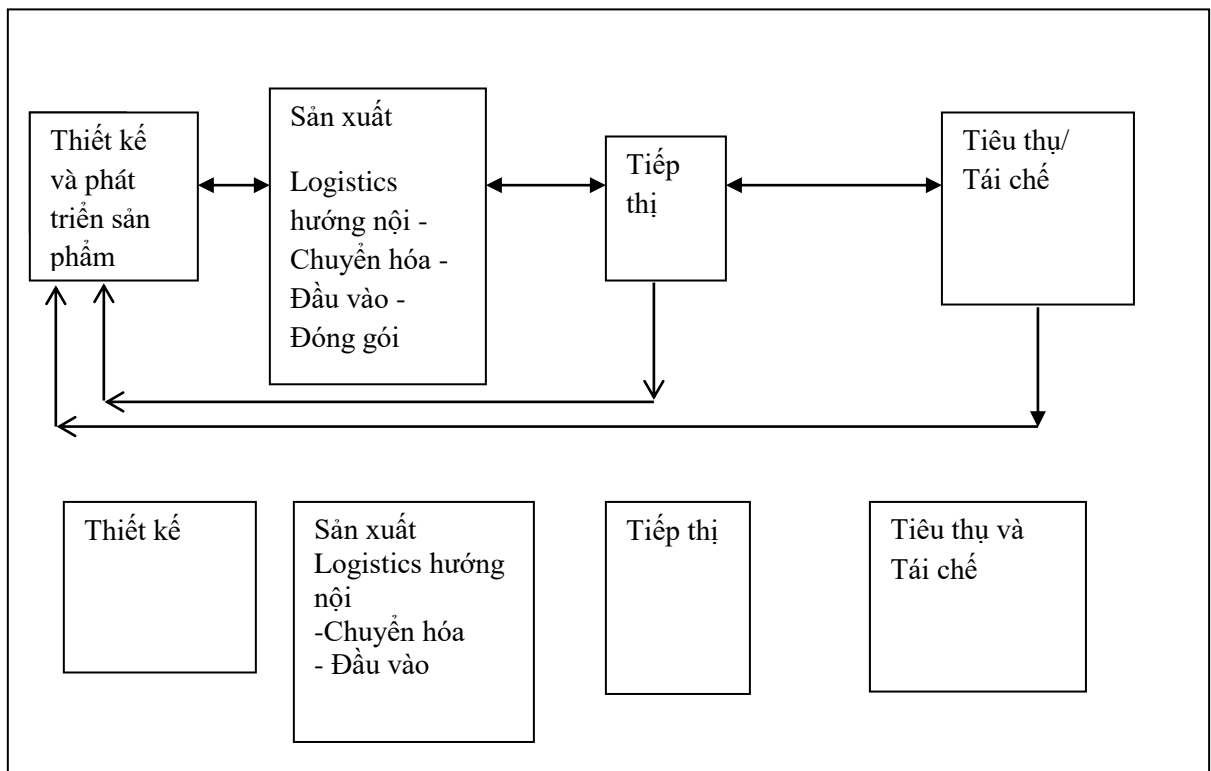 Thiết kế
và phát
triển sản
phẩm
Sản xuất
Logistics
hướng nội -
Chuyển hóa -
Đầu vào -
Đóng gói
Tiếp
thị
Tiêu thụ/
Tái chế
Thiết kế
Sản xuất
Logistics hướng
nội
-Chuyển hóa
- Đầu vào
Tiếp thị
Tiêu thụ và
Tái chế